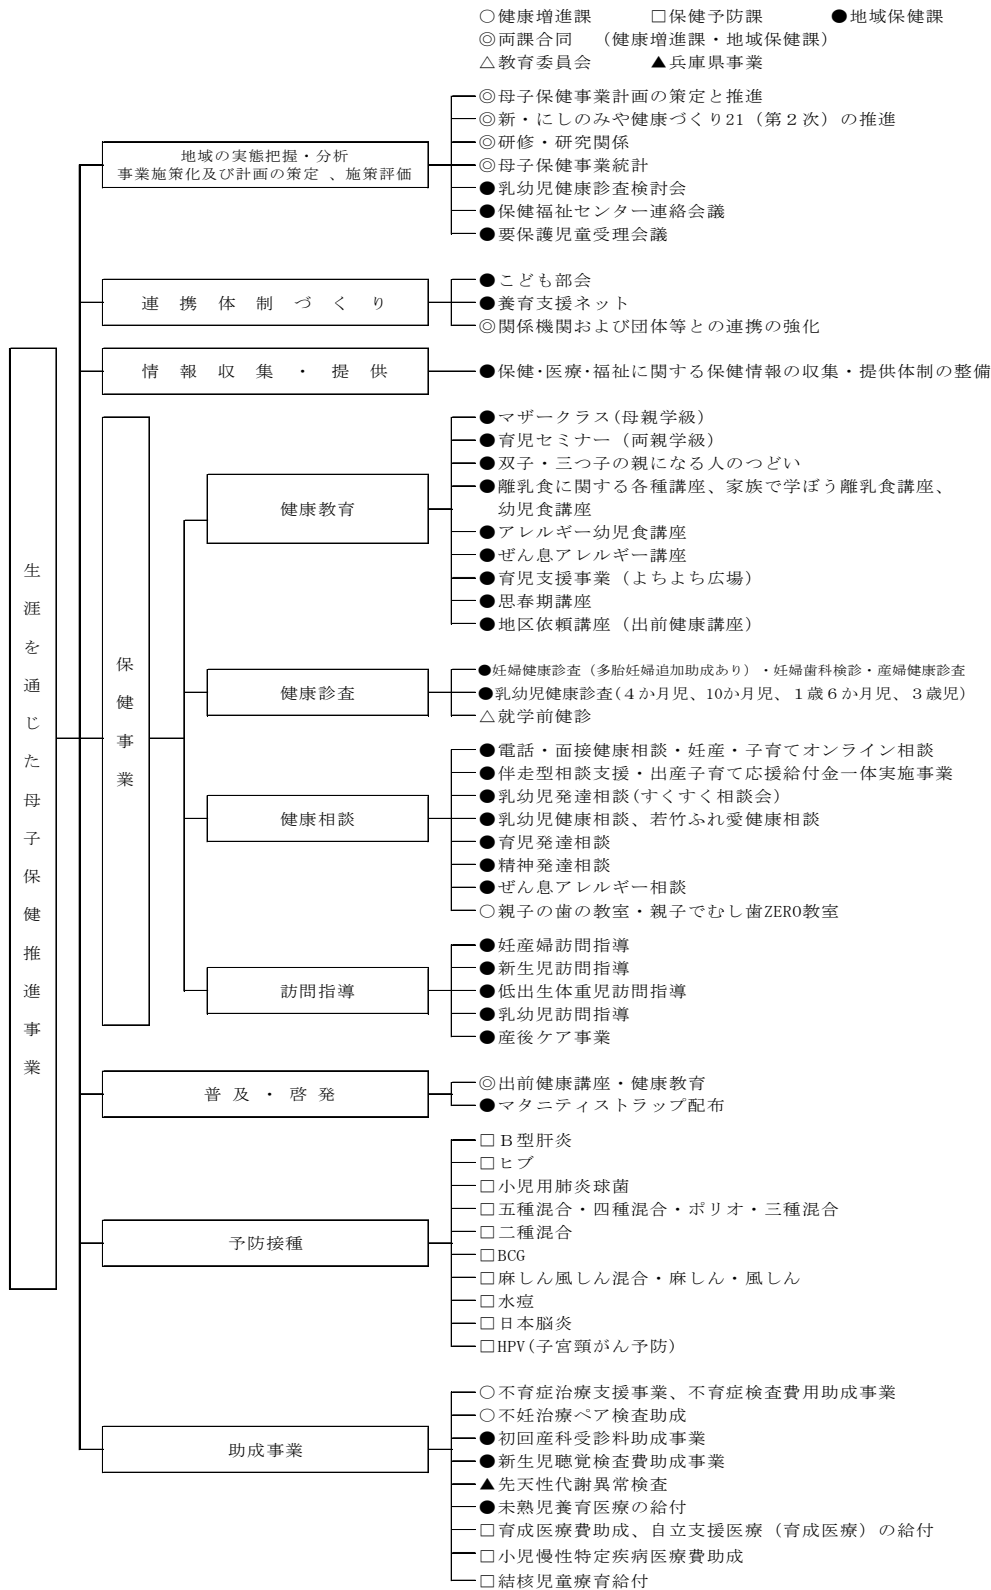 ○健康増進課　□保健予防課　●地域保健課
◎両課合同　（健康増進課・地域保健課）
△教育委員会　▲兵庫県事業
生涯を通じた母子保健推進事業
地域の実態把握・分析
事業施策化及び計画の策定 、施策評価
◎母子保健事業計画の策定と推進
◎新・にしのみや健康づくり21（第２次）の推進
◎研修・研究関係
◎母子保健事業統計
●乳幼児健康診査検討会
●保健福祉センター連絡会議
●要保護児童受理会議
連携体制づくり
●こども部会
●養育支援ネット
◎関係機関および団体等との連携の強化
情報収集・提供
●保健・医療・福祉に関する保健情報の収集・提供体制の整備
保健事業
健康教育
●マザークラス(母親学級)
●育児セミナー（両親学級）
●双子・三つ子の親になる人のつどい
●離乳食に関する各種講座、家族で学ぼう離乳食講座、
幼児食講座
●アレルギー幼児食講座
●ぜん息アレルギー講座
●育児支援事業（よちよち広場）
●思春期講座
●地区依頼講座（出前健康講座）
健康診査
●妊婦健康診査（多胎妊婦追加助成あり）・妊婦歯科検診・産婦健康診査
●乳幼児健康診査(４か月児、10か月児、１歳６か月児、３歳児)
△就学前健診
健康相談
●電話・面接健康相談・妊産・子育てオンライン相談
●伴走型相談支援・出産子育て応援給付金一体実施事業
●乳幼児発達相談(すくすく相談会)
●乳幼児健康相談、若竹ふれ愛健康相談
●育児発達相談
●精神発達相談
●ぜん息アレルギー相談
○親子の歯の教室・親子でむし歯ZERO教室
訪問指導
●妊産婦訪問指導
●新生児訪問指導
●低出生体重児訪問指導
●乳幼児訪問指導
●産後ケア事業
普及・啓発
◎出前健康講座・健康教育
●マタニティストラップ配布
予防接種
□Ｂ型肝炎
□ヒブ
□小児用肺炎球菌
□五種混合・四種混合・ポリオ・三種混合
□二種混合
□BCG
□麻しん風しん混合・麻しん・風しん
□水痘
□日本脳炎
□HPV(子宮頸がん予防)
助成事業
○不育症治療支援事業、不育症検査費用助成事業
○不妊治療ペア検査助成
●初回産科受診料助成事業
●新生児聴覚検査費助成事業
▲先天性代謝異常検査
●未熟児養育医療の給付
□育成医療費助成、自立支援医療（育成医療）の給付
□小児慢性特定疾病医療費助成
□結核児童療育給付